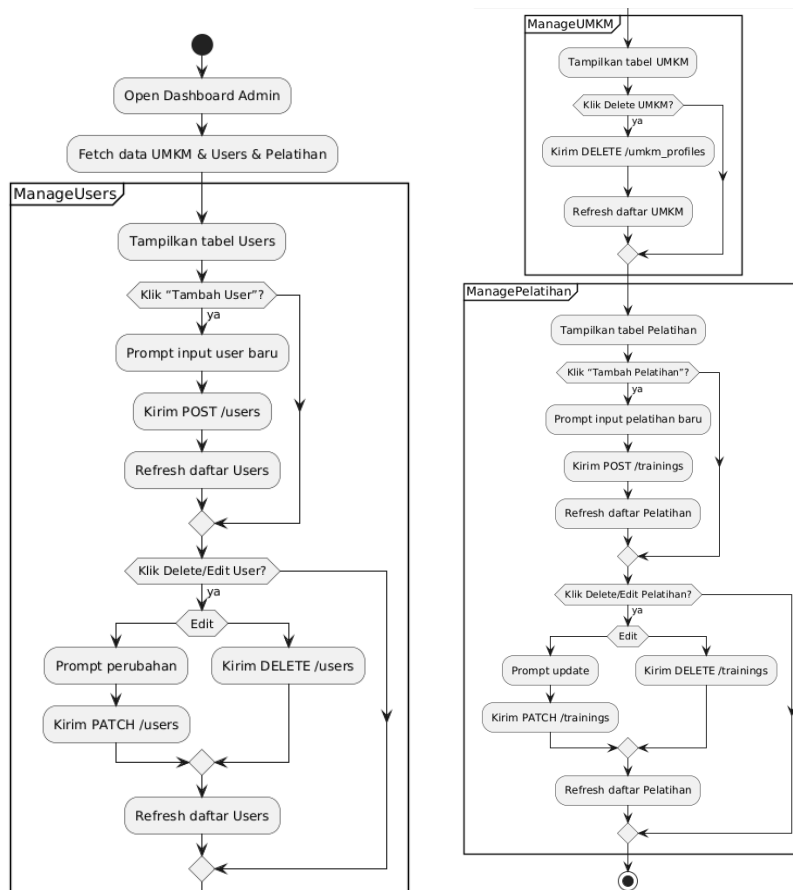 Open Dashboard Admin
Fetch data UMKM & Users & Pelatihan
ManageUsers
Tampilkan tabel Users
Klik “Tambah User”?
ya
Prompt input user baru
Kirim POST /users
Refresh daftar Users
Klik Delete/Edit User?
ya
Edit
Prompt perubahan
Kirim DELETE /users
Kirim PATCH /users
Refresh daftar Users
ManageUMKM
Tampilkan tabel UMKM
Klik Delete UMKM?
ya
Kirim DELETE /umkm_profiles
Refresh daftar UMKM
ManagePelatihan
Tampilkan tabel Pelatihan
Klik “Tambah Pelatihan”?
ya
Prompt input pelatihan baru
Kirim POST /trainings
Refresh daftar Pelatihan
Klik Delete/Edit Pelatihan?
ya
Edit
Prompt update
Kirim DELETE /trainings
Kirim PATCH /trainings
Refresh daftar Pelatihan